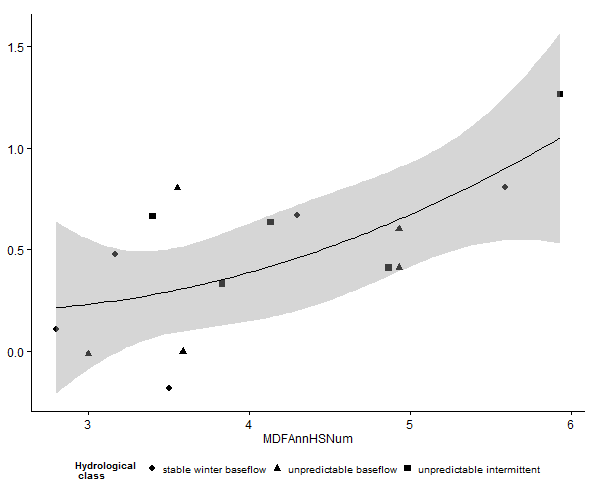 1.5
1.0
0.5
0.0
3 4 5 6
MDFAnnHSNum
Hydrological
class
stable winter baseflow unpredictable baseflow unpredictable intermittent